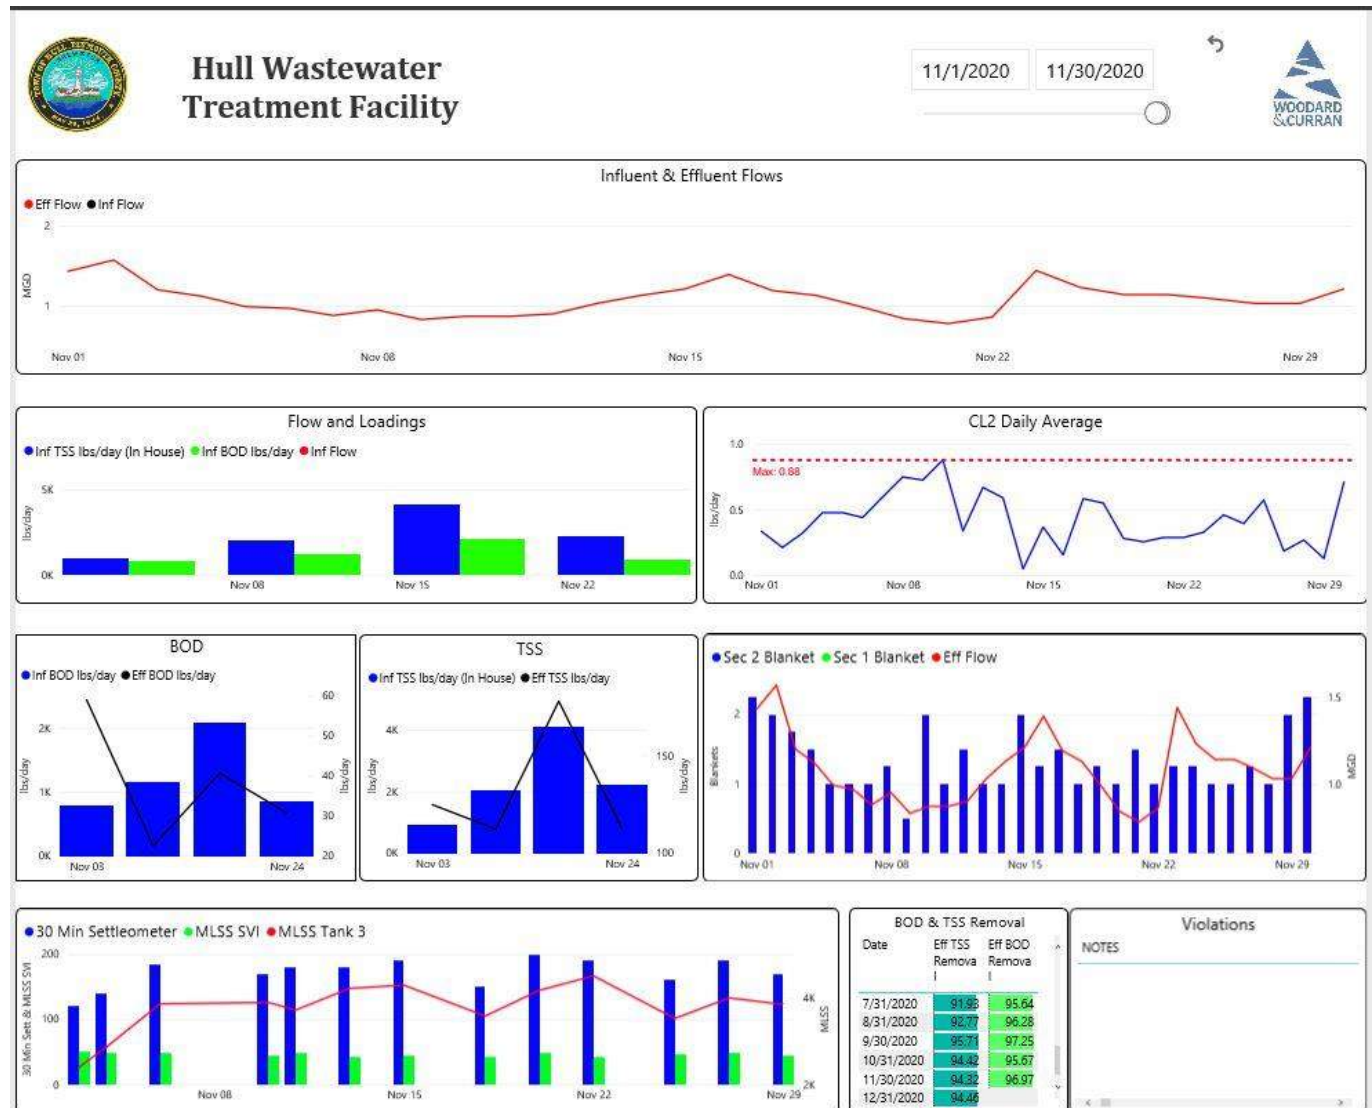 Hull Wastewater
Treatment Facility
11/1/2020
11/30/2020
WOODARD
&CURRAN
Influent & Effluent Flows
Eff Flow Inf Flow
2
MGD
1
Nov 01 Nov 08 Nov 15 Nov 22 Nov 29
Flow and Loadings
Inf TSS lbs/day (In House) Inf BOD lbs/day Inf Flow
5K
lbs/day
0K
Nov 08 Nov 15 Nov 22
CL2 Daily Average
1.0
Max: 0.88
lbs/day
0.5
0.0
Nov 01 Nov 08 Nov 15 Nov 22 Nov 29
BOD
Inf BOD lbs/day Eff BOD lbs/day
60
2K
50
lbs/day
40
lbs/day
1K
30
0K
20
Nov 03 Nov 24
TSS
Inf TSS lbs/day (In House) Eff TSS lbs/day
4K
150
lbs/day
lbs/day
2K
0K
100
Nov 03 Nov 24
Sec 2 Blanket Sec 1 Blanket Eff Flow
1.5
2
Blankets
MGD
1
1.0
0
Nov 01 Nov 08 Nov 15 Nov 22 Nov 29
30 Min Settleometer MLSS SVI MLSS Tank 3
200
30 Min Sett & MLSS SVI
4K
MLSS
100
0
2K
Nov 08 Nov 15 Nov 22 Nov 29
BOD & TSS Removal
Date Eff TSS Eff BOD
Remova Remova
l l
7/31/2020 91.93 95.64
8/31/2020 92.77 96.28
9/30/2020 95.71 97.25
10/31/2020 94.42 95.67
11/30/2020 94.32 96.97
12/31/2020 94.46
Violations
NOTES